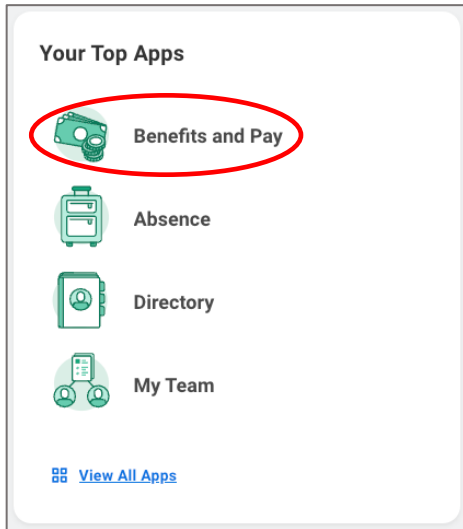 Your Top Apps
Benefits and Pay
Absence
Directory
My Team
View All Apps